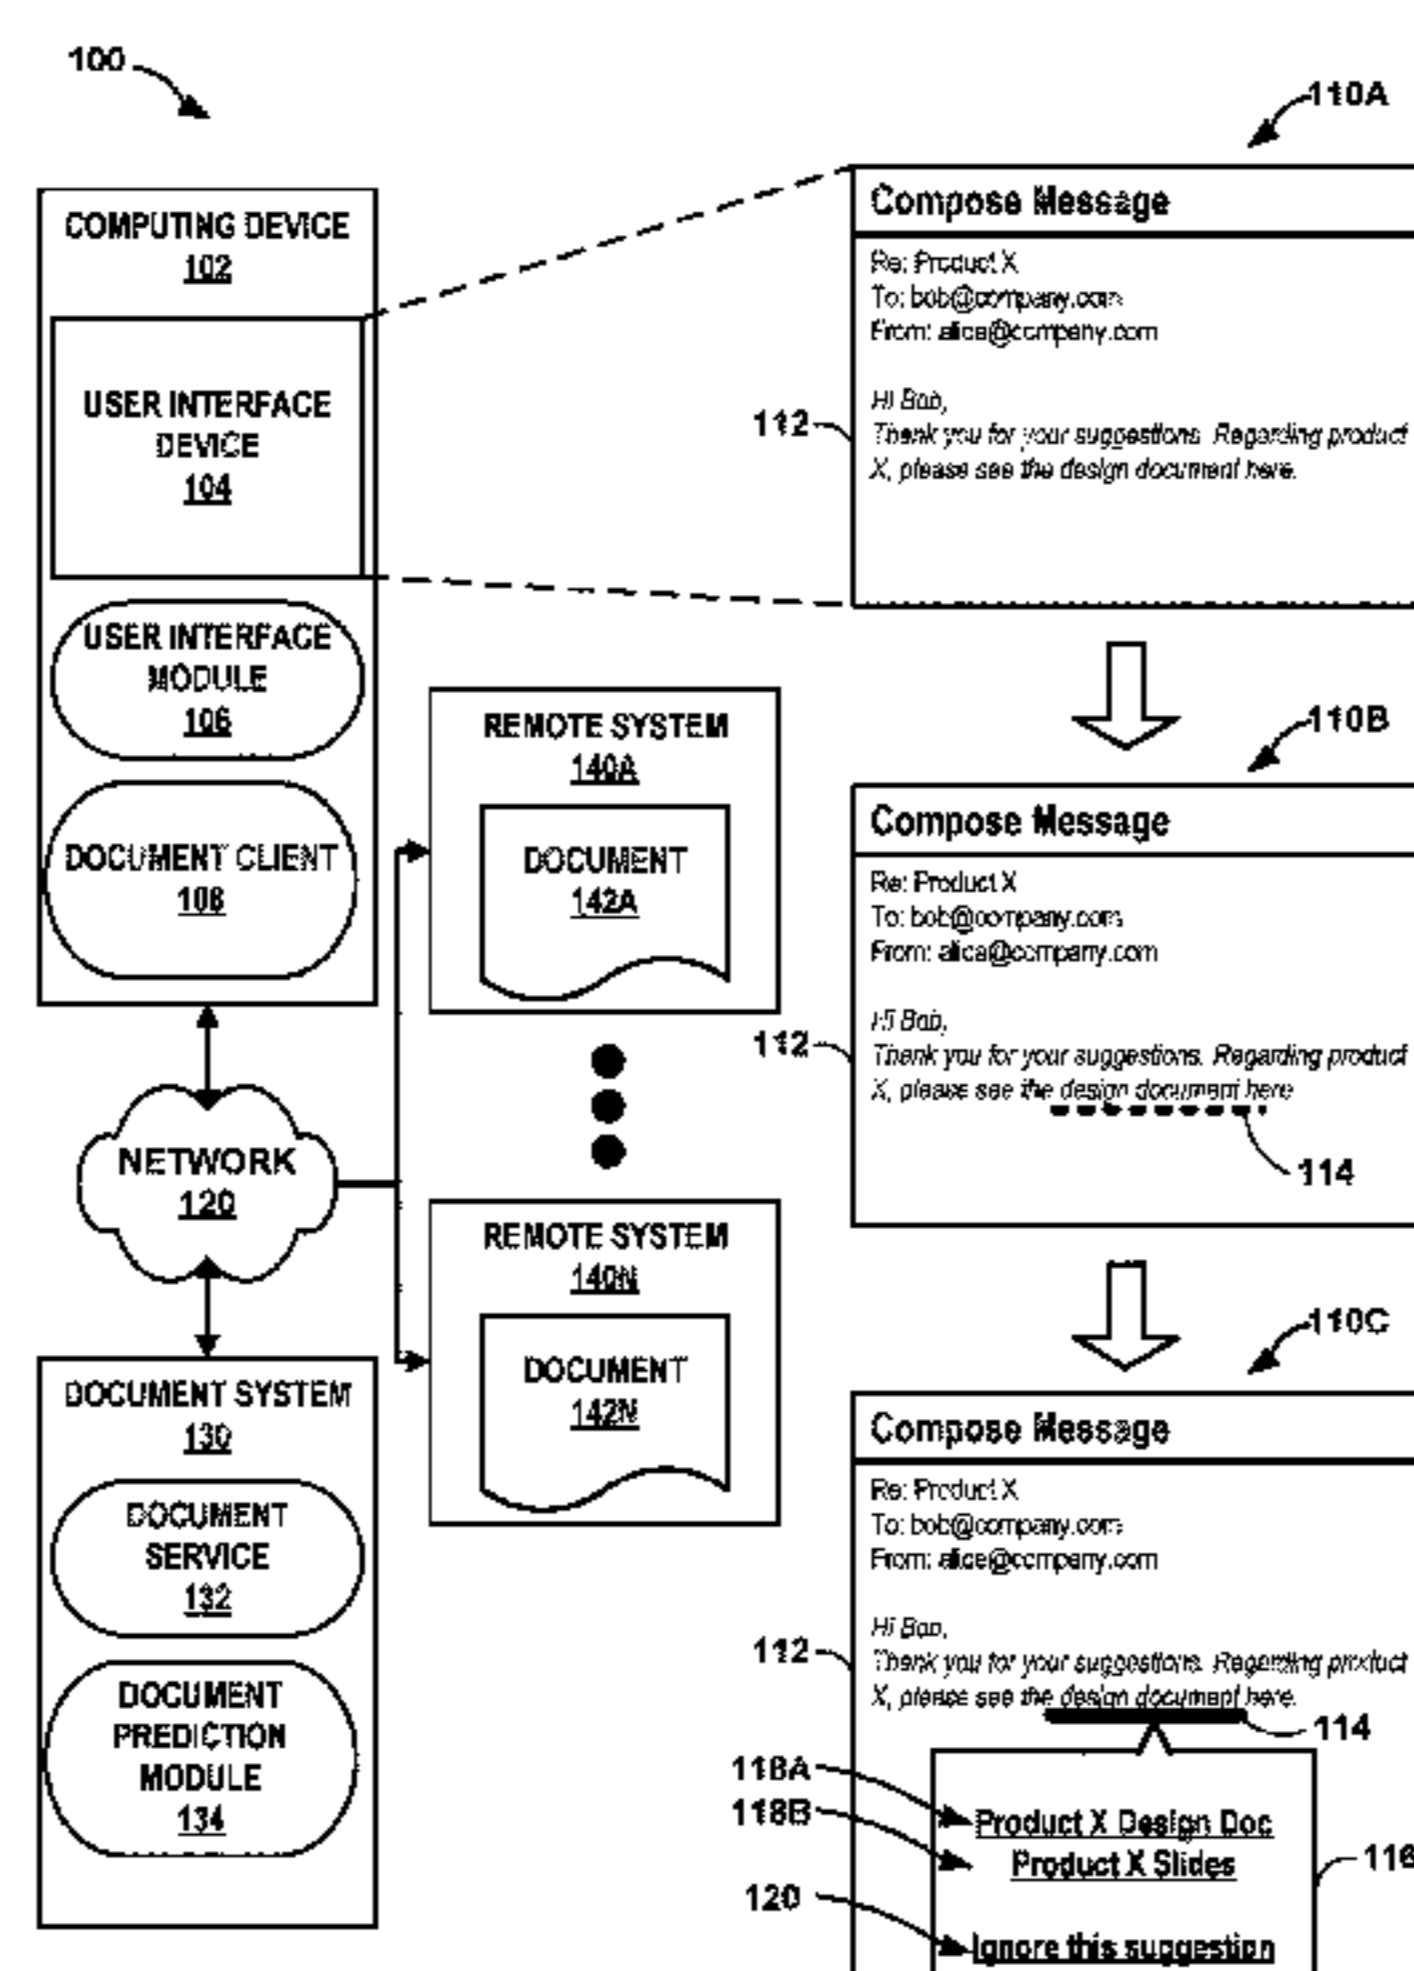 100
COMPUTING DEVICE
102
USER INTERFACE
DEVICE
104
USER INTERFACE
MODULE
106
DOCUMENT CLIENT
108
NETWORK
120
DOCUMENT SYSTEM
130
DOCUMENT
SERVICE
132
DOCUMENT
PREDICTION
MODULE
134
REMOTE SYSTEM
140A
DOCUMENT
142A
REMOTE SYSTEM
140N
DOCUMENT
142N
110A
Compose Message
Re: Product X
To: bob@company.com
From: alice@company.com
Hi Bob,
112
Thank you for your suggestions. Regarding product
X, please see the design document here.
110B
Compose Message
Re: Product X
To: bob@company.com
From: alice@company.com
Hi Bob,
112
Thank you for your suggestions. Regarding product
X, please see the design document here
114
110C
Compose Message
Re: Product X
To: bob@company.com
From: alice@company.com
Hi Bob,
112
Thank you for your suggestions. Regarding product
X, please see the design document here.
114
118A
118B
Product X Design Doc
Product X Slides
116
120
Ignore this suggestion